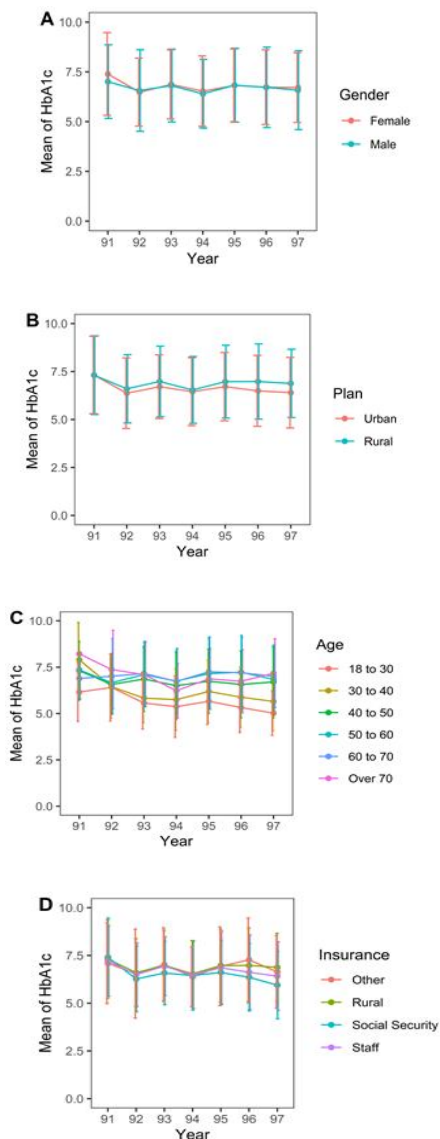 A
Mean of HbA1c
10.0
7.5
5.0
2.5
0.0
91 92 93 94 95 96 97
Year
Gender
Female
Male
B
Mean of HbA1c
10.0
7.5
5.0
2.5
0.0
91 92 93 94 95 96 97
Year
Plan
Urban
Rural
C
Mean of HbA1c
10.0
7.5
5.0
2.5
0.0
91 92 93 94 95 96 97
Year
Age
18 to 30
30 to 40
40 to 50
50 to 60
60 to 70
Over 70
D
Mean of HbA1c
10.0
7.5
5.0
2.5
0.0
91 92 93 94 95 96 97
Year
Insurance
Other
Rural
Social Security
Staff